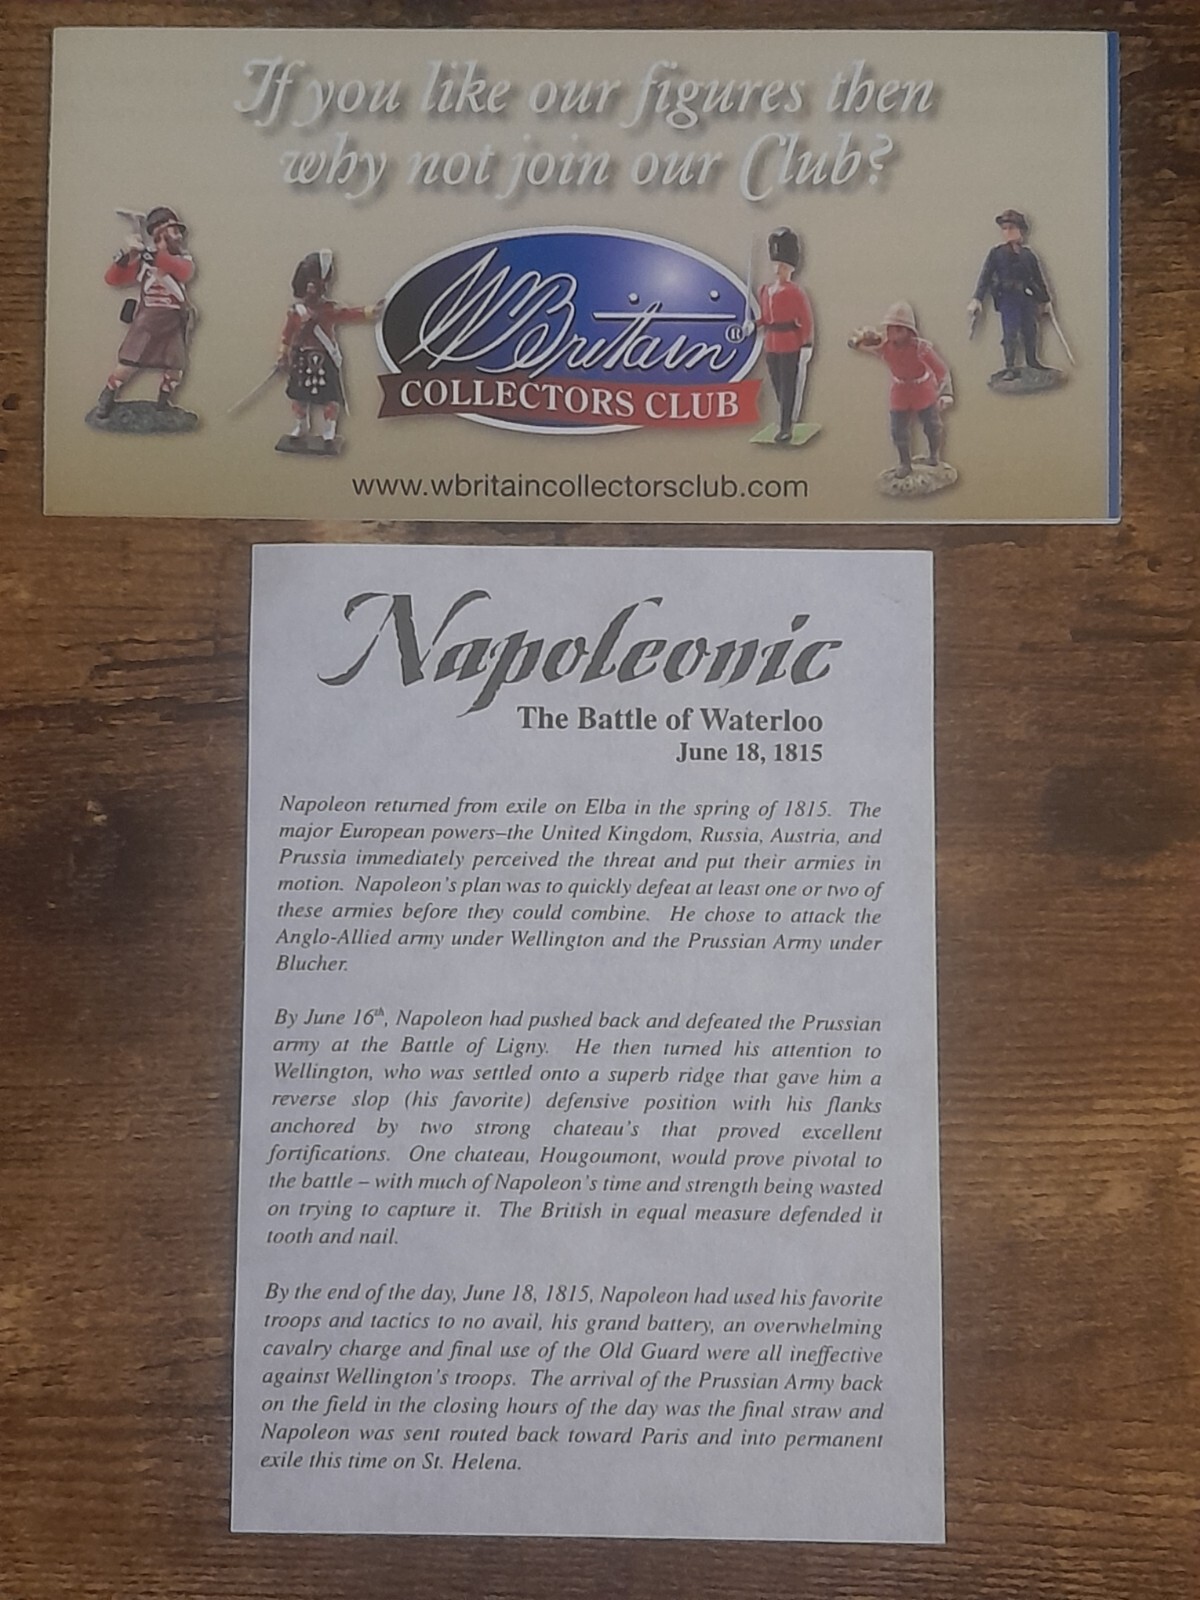 If you like our figures then
why not join our Club?
W Britain®
COLLECTORS CLUB
www.wbritaincollectorsclub.com
Napoleonic
The Battle of Waterloo
June 18, 1815
Napoleon returned from exile on Elba in the spring of 1815. The
major European powers–the United Kingdom, Russia, Austria, and
Prussia immediately perceived the threat and put their armies in
motion. Napoleon's plan was to quickly defeat at least one or two of
these armies before they could combine. He chose to attack the
Anglo-Allied army under Wellington and the Prussian Army under
Blucher.
By June 16th, Napoleon had pushed back and defeated the Prussian
army at the Battle of Ligny. He then turned his attention to
Wellington, who was settled onto a superb ridge that gave him a
reverse slop (his favorite) defensive position with his flanks
anchored by two strong chateau's that proved excellent
fortifications. One chateau, Hougoumont, would prove pivotal to
the battle – with much of Napoleon's time and strength being wasted
on trying to capture it. The British in equal measure defended it
tooth and nail.
By the end of the day, June 18, 1815, Napoleon had used his favorite
troops and tactics to no avail, his grand battery, an overwhelming
cavalry charge and final use of the Old Guard were all ineffective
against Wellington's troops. The arrival of the Prussian Army back
on the field in the closing hours of the day was the final straw and
Napoleon was sent routed back toward Paris and into permanent
exile this time on St. Helena.